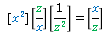 [x²] [z/x] [1/z²] = [x/z]